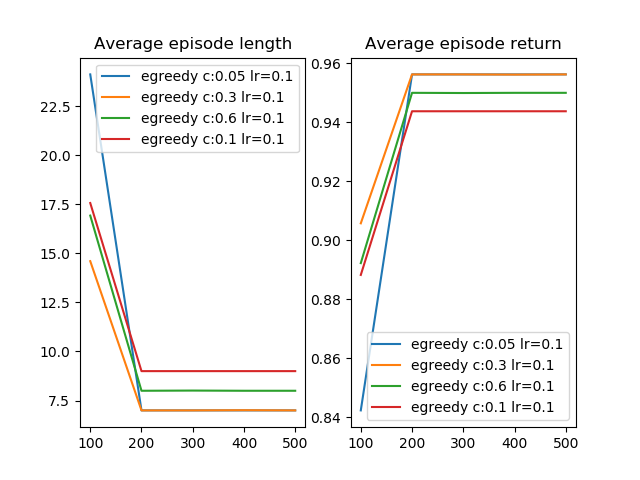 Average episode length
egreedy c:0.05 lr=0.1
egreedy c:0.3 lr=0.1
egreedy c:0.6 lr=0.1
egreedy c:0.1 lr=0.1
22.5
20.0
17.5
15.0
12.5
10.0
7.5
100 200 300 400 500
Average episode return
0.96
0.94
0.92
0.90
0.88
0.86
0.84
egreedy c:0.05 lr=0.1
egreedy c:0.3 lr=0.1
egreedy c:0.6 lr=0.1
egreedy c:0.1 lr=0.1
100 200 300 400 500